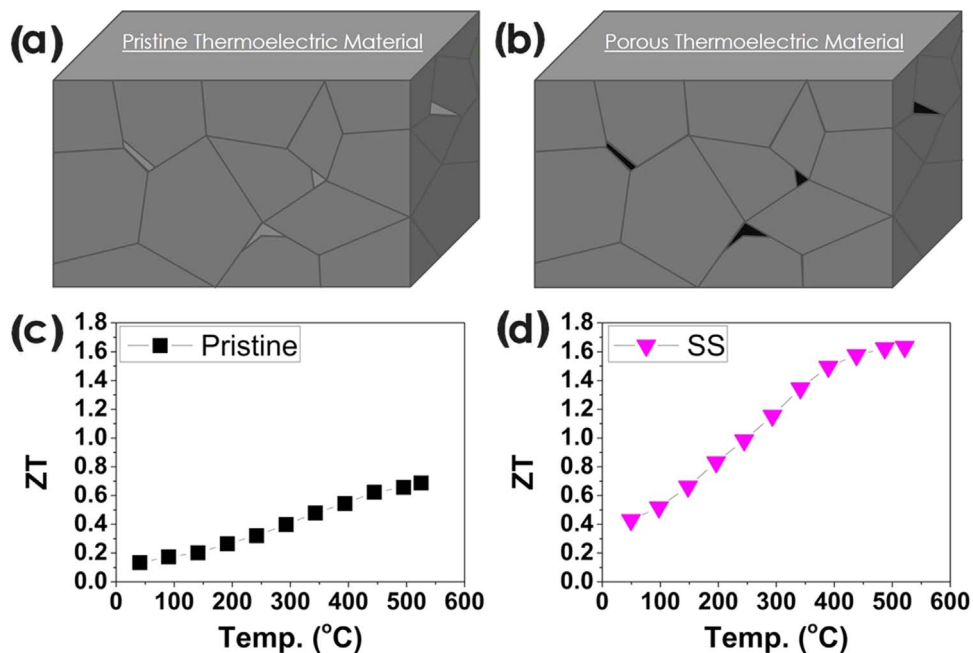 (a)
Pristine Thermoelectric Material
(b)
Porous Thermoelectric Material
(c)
1.8
1.6
1.4
1.2
1.0
0.8
0.6
0.4
0.2
0.0
ZT
Pristine
0 100 200 300 400 500 600
Temp. (°C)
(d)
1.8
1.6
1.4
1.2
1.0
0.8
0.6
0.4
0.2
0.0
ZT
SS
0 100 200 300 400 500 600
Temp. (°C)